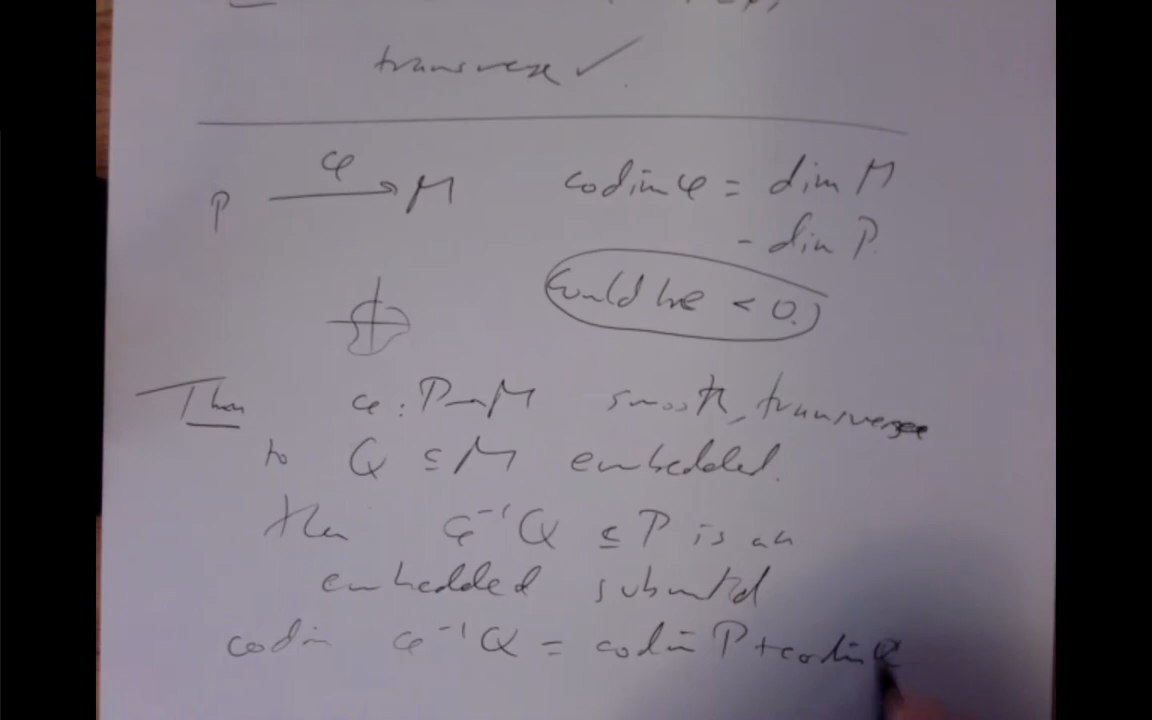 transverse ✓.
φ
P → M codim φ = dim M
- dim P.
could be < 0.
Thm φ : P → M smooth, transverse
to Q ⊆ M embedded.
then φ⁻¹Q ⊆ P is an
embedded submfd
codim φ⁻¹Q = codim P + codim Q